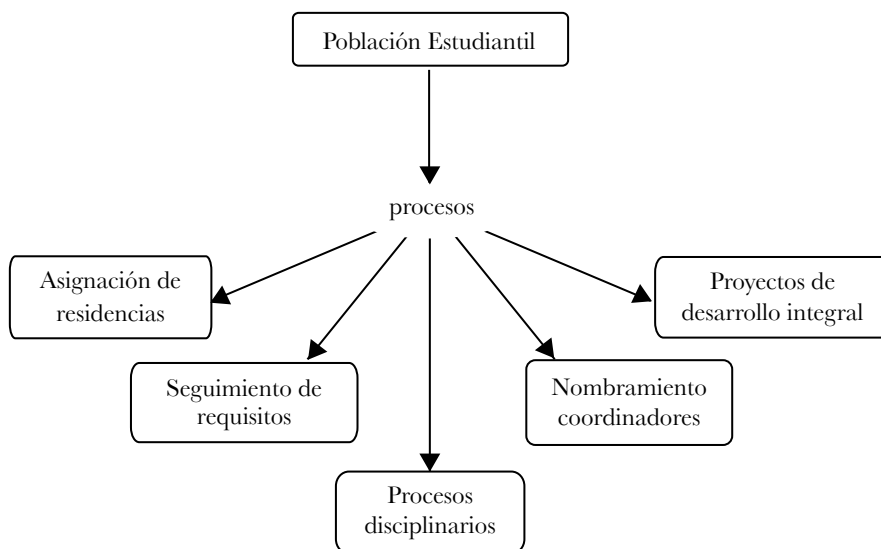 Población Estudiantil
procesos
Asignación de
residencias
Proyectos de
desarrollo integral
Seguimiento de
requisitos
Nombramiento
coordinadores
Procesos
disciplinarios